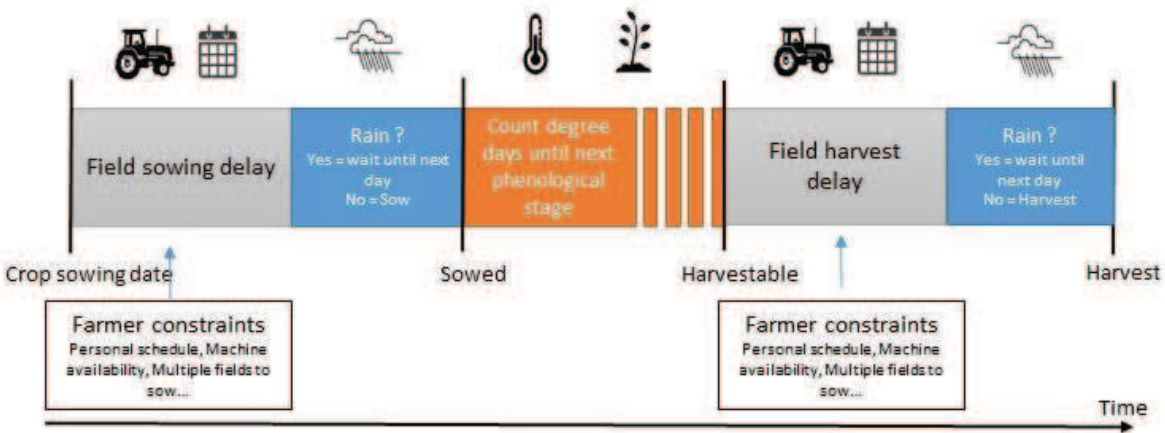 Field sowing delay
Rain ?
Yes = wait until next
day
No = Sow
Count degree
days until next
phenological
stage
Field harvest
delay
Rain ?
Yes = wait until
next day
No = Harvest
Crop sowing date
Sowed
Harvestable
Harvest
Farmer constraints
Personal schedule, Machine
availability, Multiple fields to
sow...
Farmer constraints
Personal schedule, Machine
availability, Multiple fields to
sow...
Time